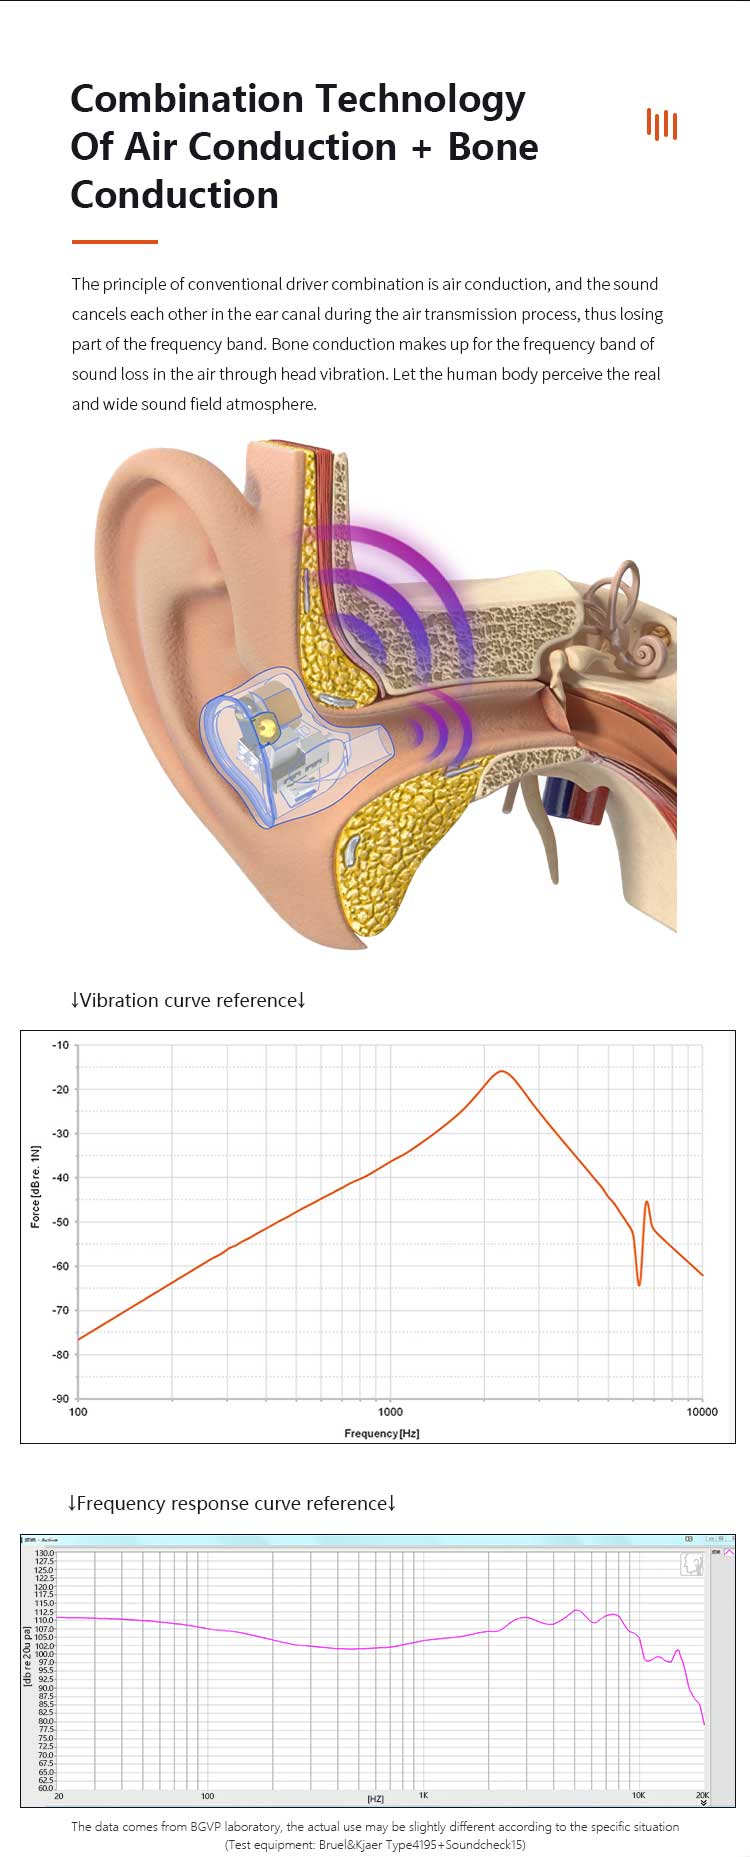 Combination Technology
Of Air Conduction + Bone
Conduction
The principle of conventional driver combination is air conduction, and the sound
cancels each other in the ear canal during the air transmission process, thus losing
part of the frequency band. Bone conduction makes up for the frequency band of
sound loss in the air through head vibration. Let the human body perceive the real
and wide sound field atmosphere.
↓Vibration curve reference↓
-10
-20
-30
-40
-50
-60
-70
-80
-90
Force [dB re. 1N]
100 1000 10000
Frequency[Hz]
↓Frequency response curve reference↓
130.0
127.5
125.0
122.5
120.0
117.5
115.0
112.5
110.0
107.0
105.0
102.0
100.0
97.0
95.5
92.5
90.0
87.5
85.5
82.5
80.0
77.5
75.0
72.5
70.0
67.5
65.0
62.5
60.0
[db re 20u pa]
20 100 1K 10K 20K
[HZ]
The data comes from BGVP laboratory, the actual use may be slightly different according to the specific situation
(Test equipment: Bruel&Kjaer Type4195+Soundcheck15)